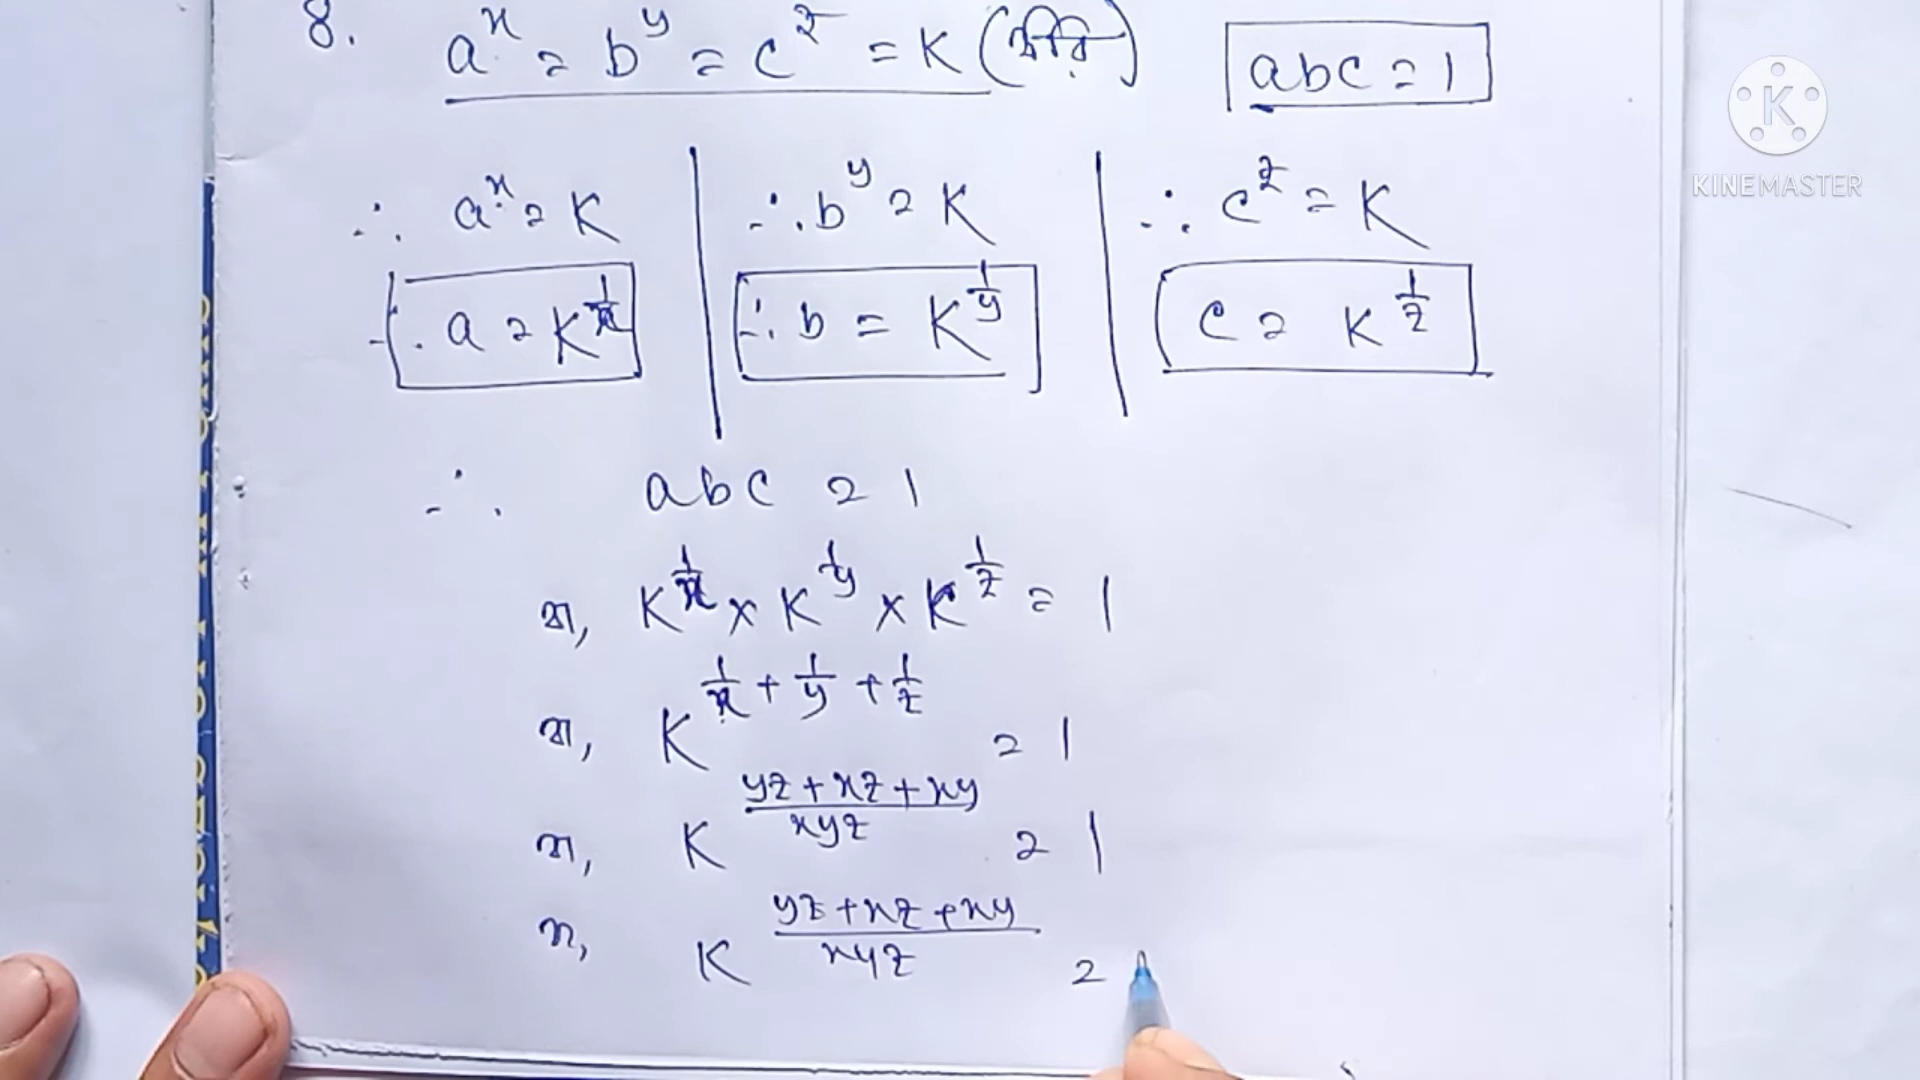 8. a^x = b^y = c^z = K (ধরি) abc = 1
∴ a^x = K ∴ b^y = K ∴ c^z = K
∴ a = K^(1/x) ∴ b = K^(1/y) c = K^(1/z)
∴ abc = 1
বা, K^(1/x) × K^(1/y) × K^(1/z) = 1
বা, K^(1/x + 1/y + 1/z) = 1
বা, K^((yz + xz + xy)/xyz) = 1
বা, K^((yz + xz + xy)/xyz) =
K
KINEMASTER